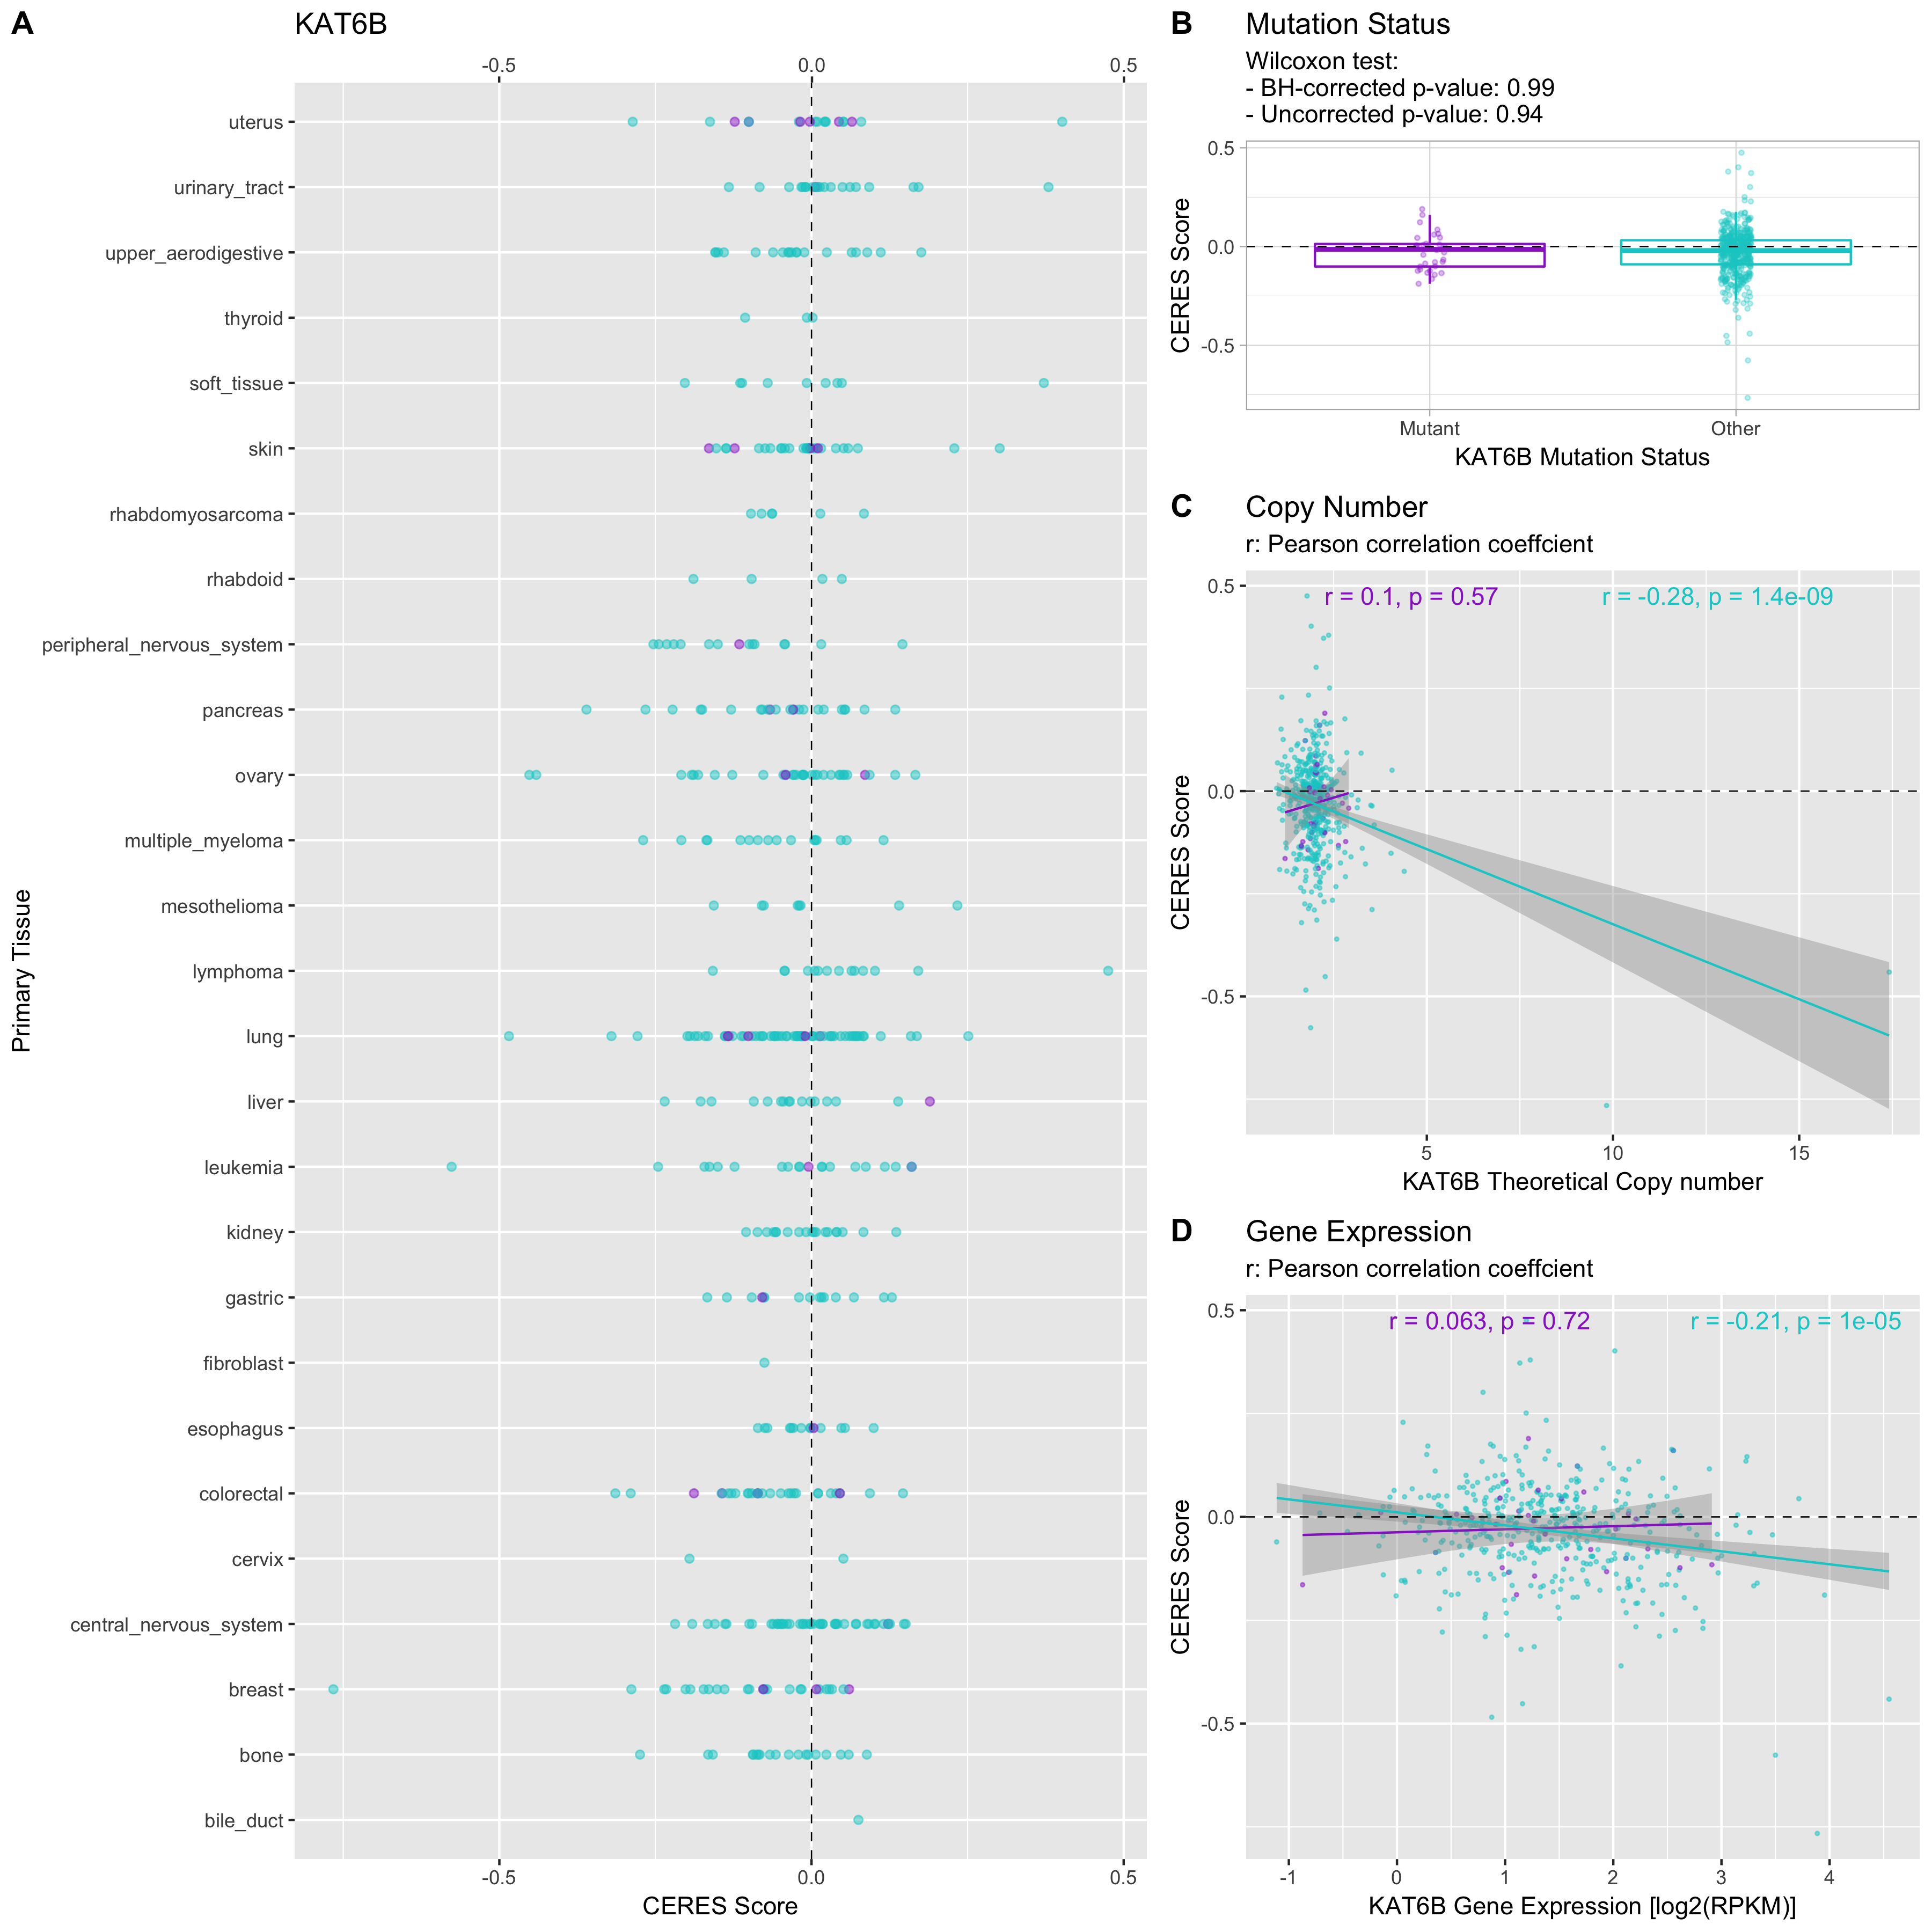 A
KAT6B
-0.5 0.0 0.5
uterus
urinary_tract
upper_aerodigestive
thyroid
soft_tissue
skin
rhabdomyosarcoma
rhabdoid
peripheral_nervous_system
pancreas
ovary
multiple_myeloma
mesothelioma
lymphoma
lung
liver
leukemia
kidney
gastric
fibroblast
esophagus
colorectal
cervix
central_nervous_system
breast
bone
bile_duct
Primary Tissue
-0.5 0.0 0.5
CERES Score
B
Mutation Status
Wilcoxon test:
- BH-corrected p-value: 0.99
- Uncorrected p-value: 0.94
0.5
0.0
-0.5
CERES Score
Mutant Other
KAT6B Mutation Status
C
Copy Number
r: Pearson correlation coeffcient
r = 0.1, p = 0.57 r = -0.28, p = 1.4e-09
0.5
0.0
-0.5
CERES Score
5 10 15
KAT6B Theoretical Copy number
D
Gene Expression
r: Pearson correlation coeffcient
r = 0.063, p = 0.72 r = -0.21, p = 1e-05
0.5
0.0
-0.5
CERES Score
-1 0 1 2 3 4
KAT6B Gene Expression [log2(RPKM)]